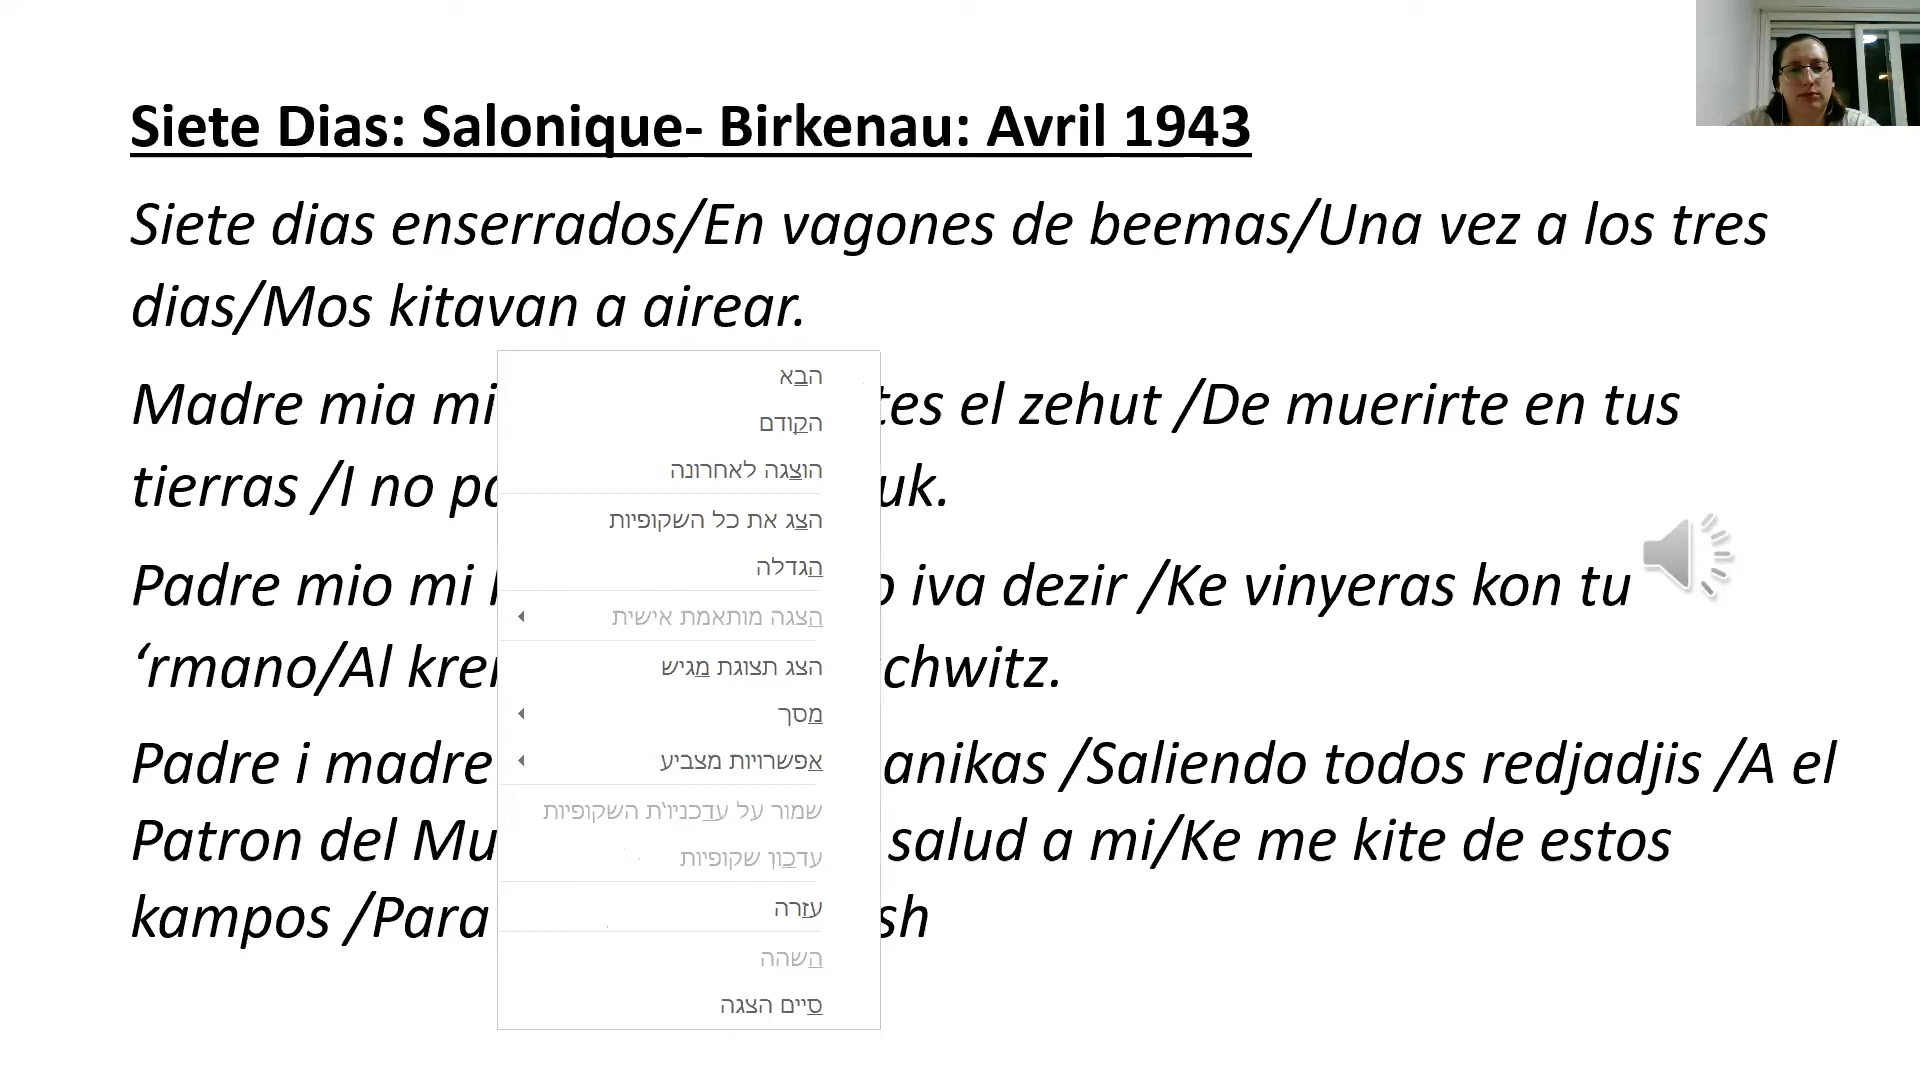 Siete Dias: Salonique- Birkenau: Avril 1943
Siete dias enserrados/En vagones de beemas/Una vez a los tres
dias/Mos kitavan a airear.
Madre mia mi tes el zehut /De muerirte en tus
tierras /I no pa uk.
Padre mio mi iva dezir /Ke vinyeras kon tu
‘rmano/Al kre chwitz.
Padre i madre anikas /Saliendo todos redjadjis /A el
Patron del Mu salud a mi/Ke me kite de estos
kampos /Para sh
הבא
הקודם
הוצגה לאחרונה
הצג את כל השקופיות
הגדלה
הצגה מותאמת אישית
הצג תצוגת מגיש
מסך
אפשרויות מצביע
שמור על עדכניות השקופיות
עדכון שקופיות
עזרה
השהה
סיים הצגה